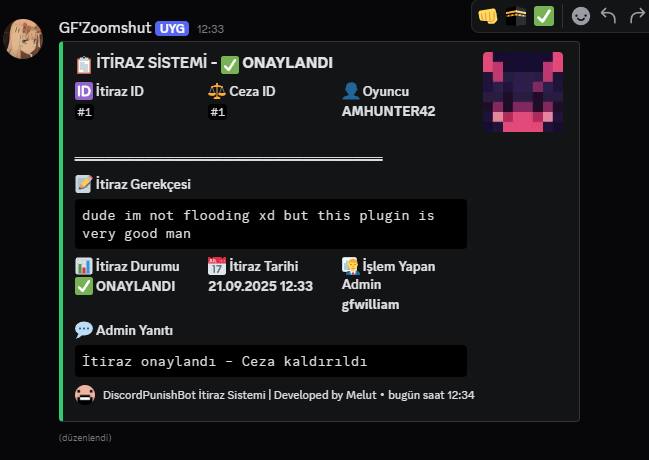 GF'Zoomshut UYG 12:33
İTİRAZ SİSTEMİ - ✅ ONAYLANDI
ID İtiraz ID
#1
Ceza ID
#1
Oyuncu
AMHUNTER42
İtiraz Gerekçesi
dude im not flooding xd but this plugin is
very good man
İtiraz Durumu
✅ ONAYLANDI
İtiraz Tarihi
21.09.2025 12:33
İşlem Yapan
Admin
gfwilliam
Admin Yanıtı
İtiraz onaylandı - Ceza kaldırıldı
DiscordPunishBot İtiraz Sistemi | Developed by Melut • bugün saat 12:34
(düzenlendi)